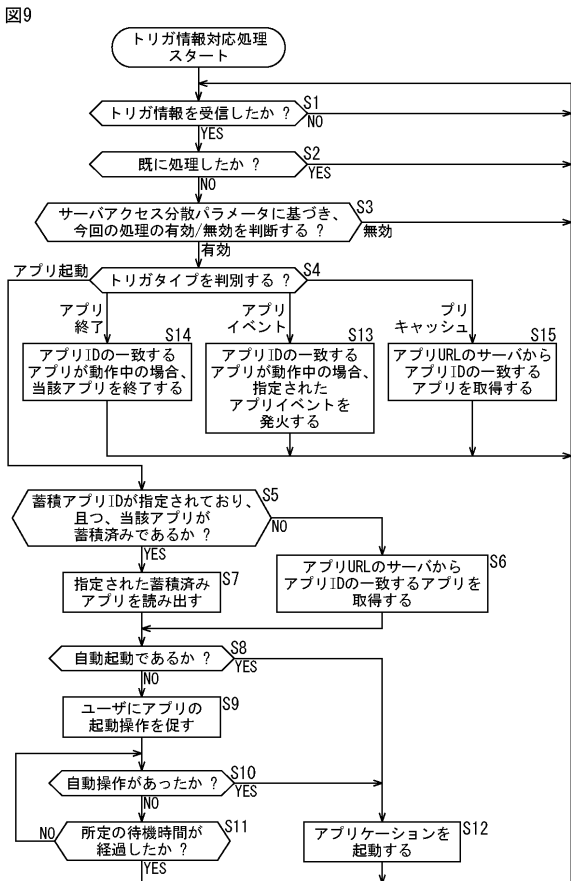 図9
トリガ情報対応処理
スタート
トリガ情報を受信したか ?
S1
NO
YES
既に処理したか ?
S2
YES
NO
サーバアクセス分散パラメータに基づき、
今回の処理の有効/無効を判断する ?
S3
無効
有効
アプリ起動
トリガタイプを判別する ?
S4
アプリ
終了
S14
アプリIDの一致する
アプリが動作中の場合、
当該アプリを終了する
アプリ
イベント
S13
アプリIDの一致する
アプリが動作中の場合、
指定された
アプリイベントを
発火する
プリ
キャッシュ
S15
アプリURLのサーバから
アプリIDの一致する
アプリを取得する
蓄積アプリIDが指定されており、
且つ、当該アプリが
蓄積済みであるか ?
S5
NO
YES
アプリURLのサーバから
アプリIDの一致するアプリを
取得する
S6
指定された蓄積済み
アプリを読み出す
S7
自動起動であるか ?
S8
YES
NO
ユーザにアプリの
起動操作を促す
S9
自動操作があったか ?
S10
YES
NO
所定の待機時間が
経過したか ?
S11
NO
YES
アプリケーションを
起動する
S12